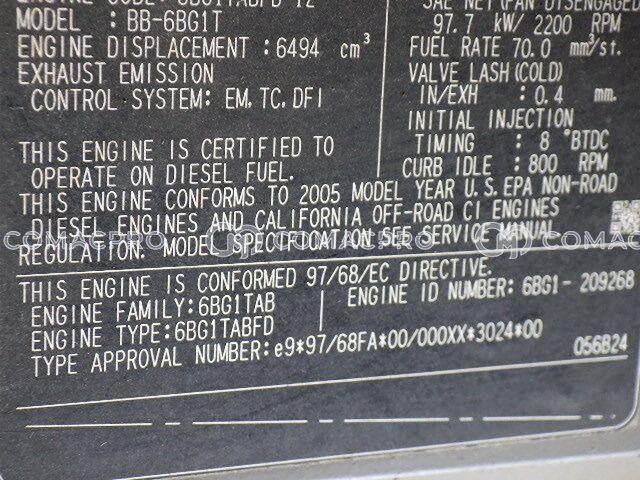 MODEL : BB-6BG1T
ENGINE DISPLACEMENT :6494 cm³
EXHAUST EMISSION
CONTROL SYSTEM: EM, TC, DFI
97.7 kW/ 2200 RPM
FUEL RATE 70.0 mm³/st.
VALVE LASH(COLD)
IN/EXH : 0.4 mm.
INITIAL INJECTION
TIMING : 8 °BTDC
CURB IDLE : 800 RPM
THIS ENGINE IS CERTIFIED TO
OPERATE ON DIESEL FUEL.
THIS ENGINE CONFORMS TO 2005 MODEL YEAR U.S.EPA NON-ROAD
DIESEL ENGINES AND CALIFORNIA OFF-ROAD CI ENGINES
REGULATION. MODEL SPECIFICATION SEE SERVICE MANUAL
COMACPRO COMACPRO
THIS ENGINE IS CONFORMED 97/68/EC DIRECTIVE.
ENGINE FAMILY:6BG1TAB
ENGINE ID NUMBER: 6BG1- 209268
ENGINE TYPE:6BG1TABFD
TYPE APPROVAL NUMBER:e9*97/68FA*00/000XX*3024*00
056B24